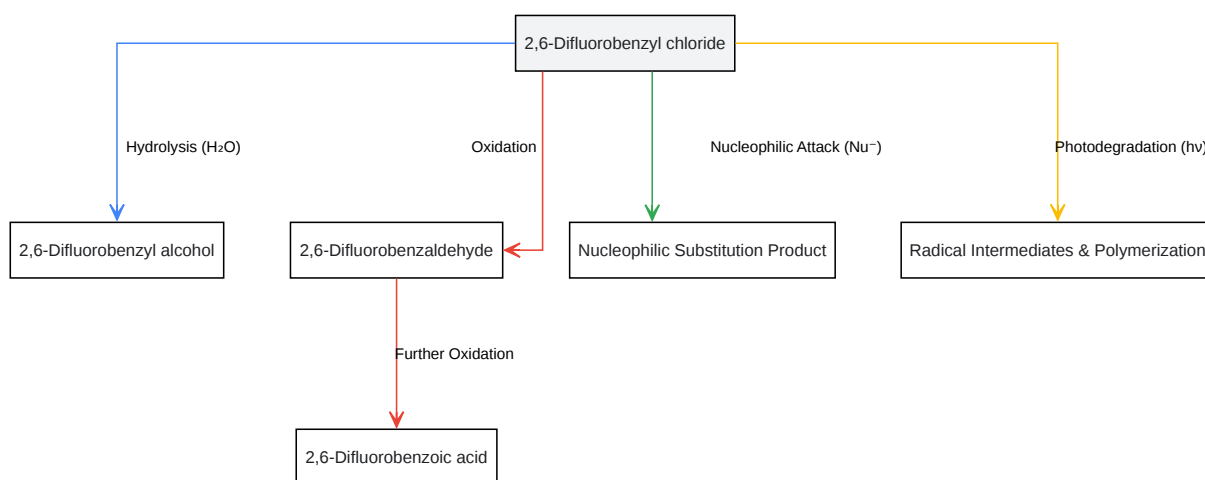 2,6-Difluorobenzyl chloride
Hydrolysis (H₂O)
Oxidation
Nucleophilic Attack (Nu⁻)
Photodegradation (hν)
2,6-Difluorobenzyl alcohol
2,6-Difluorobenzaldehyde
Nucleophilic Substitution Product
Radical Intermediates & Polymerization
Further Oxidation
2,6-Difluorobenzoic acid